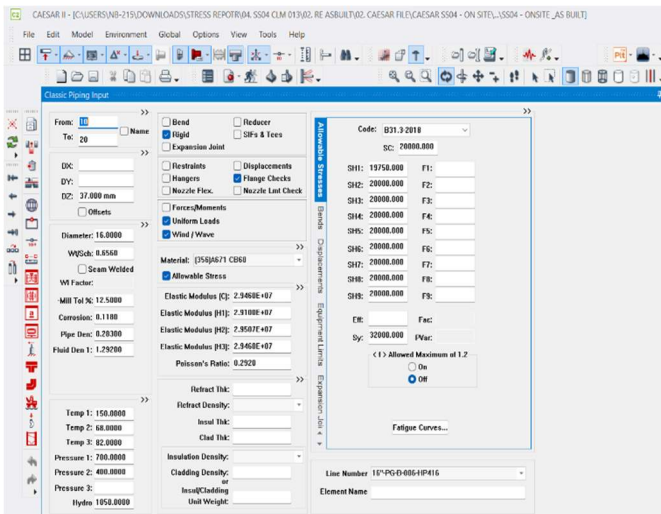 CAESAR II - [C:\USERS\NB-219\DOWNLOADS\STRESS REPOTR\04. SS04 CLM 013\02. RE ASBUILT\02. CAESAR FILE\CAESAR SS04 - ON SITE\...\SS04 - ONSITE _AS BUILT]
File Edit Model Environment Global Options View Tools Help
Pit
Classic Piping Input
>>
From: 10
To: 20
Name
>>
DX:
DY:
DZ: 37.000 mm
Offsets
>>
Diameter: 16.0000
Wt/Sch: 0.6560
Seam Welded
WI Factor:
-Mill Tol %: 12.5000
Corrosion: 0.1180
Pipe Den: 0.28300
Fluid Den 1: 1.29200
>>
Temp 1: 150.0000
Temp 2: 68.0000
Temp 3: 82.0000
Pressure 1: 700.0000
Pressure 2: 400.0000
Pressure 3:
Hydro 1050.0000
Bend Reducer
Rigid SIFs & Tees
Expansion Joint
Restraints Displacements
Hangers Flange Checks
Nozzle Flex. Nozzle Lmt Check
Forces/Moments
Uniform Loads
Wind / Wave
>>
Material: (356)A671 CB60
Allowable Stress
>>
Elastic Modulus (C): 2.9460E+07
Elastic Modulus (H1): 2.9100E+07
Elastic Modulus (H2): 2.9507E+07
Elastic Modulus (H3): 2.9460E+07
Poisson's Ratio: 0.2920
>>
Refract Thk:
Refract Density:
Insul Thk:
Clad Thk:
Insulation Density:
Cladding Density:
or
Insul/Cladding
Unit Weight:
Allowable Stresses
Bends
Displacements
Equipment Limits
Expansion Join
>>
Code: B31.3-2018
SC: 20000.000
SH1: 19750.000 F1:
SH2: 20000.000 F2:
SH3: 20000.000 F3:
SH4: 20000.000 F4:
SH5: 20000.000 F5:
SH6: 20000.000 F6:
SH7: 20000.000 F7:
SH8: 20000.000 F8:
SH9: 20000.000 F9:
Eff: Fac:
Sy: 32000.000 PVar:
< f > Allowed Maximum of 1.2
On
Off
Fatigue Curves...
Line Number 16"-PG-B-006-HP416
Element Name